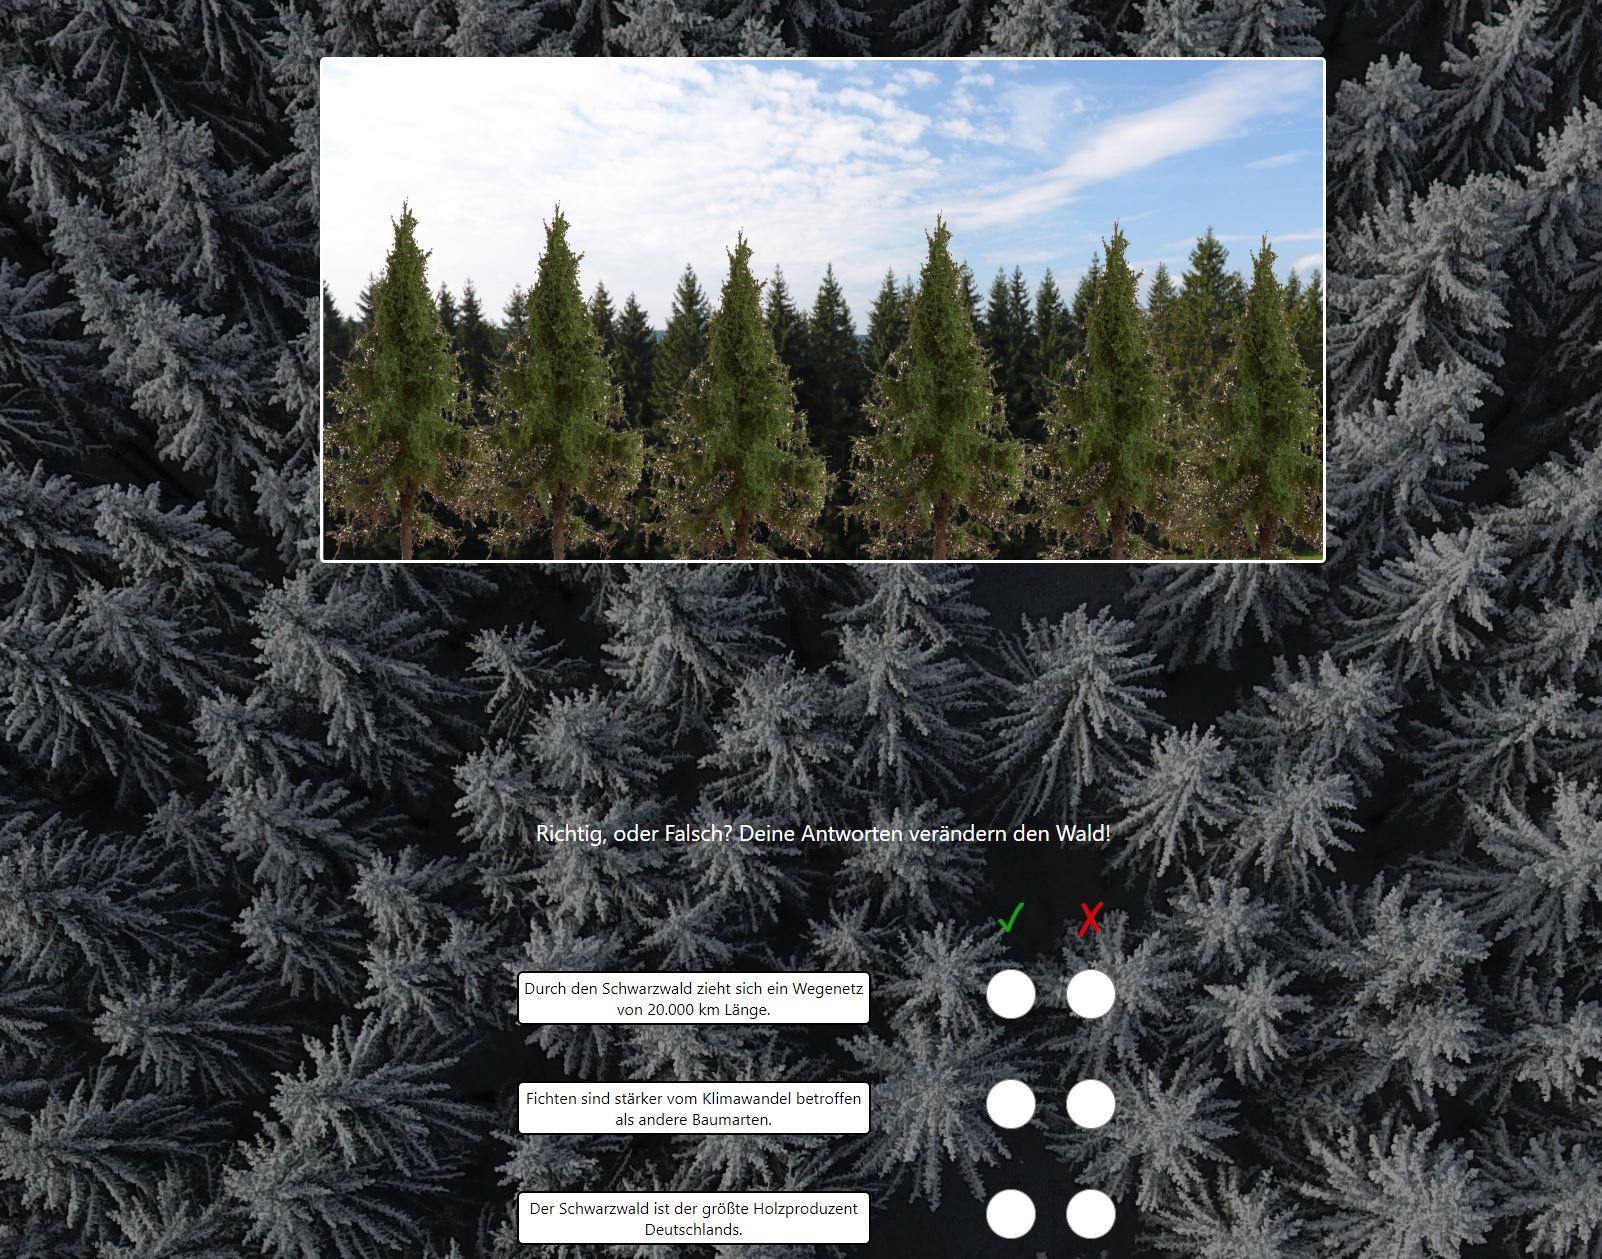 Richtig, oder Falsch? Deine Antworten verändern den Wald!
✓ ✗
Durch den Schwarzwald zieht sich ein Wegenetz
von 20.000 km Länge.
Fichten sind stärker vom Klimawandel betroffen
als andere Baumarten.
Der Schwarzwald ist der größte Holzproduzent
Deutschlands.